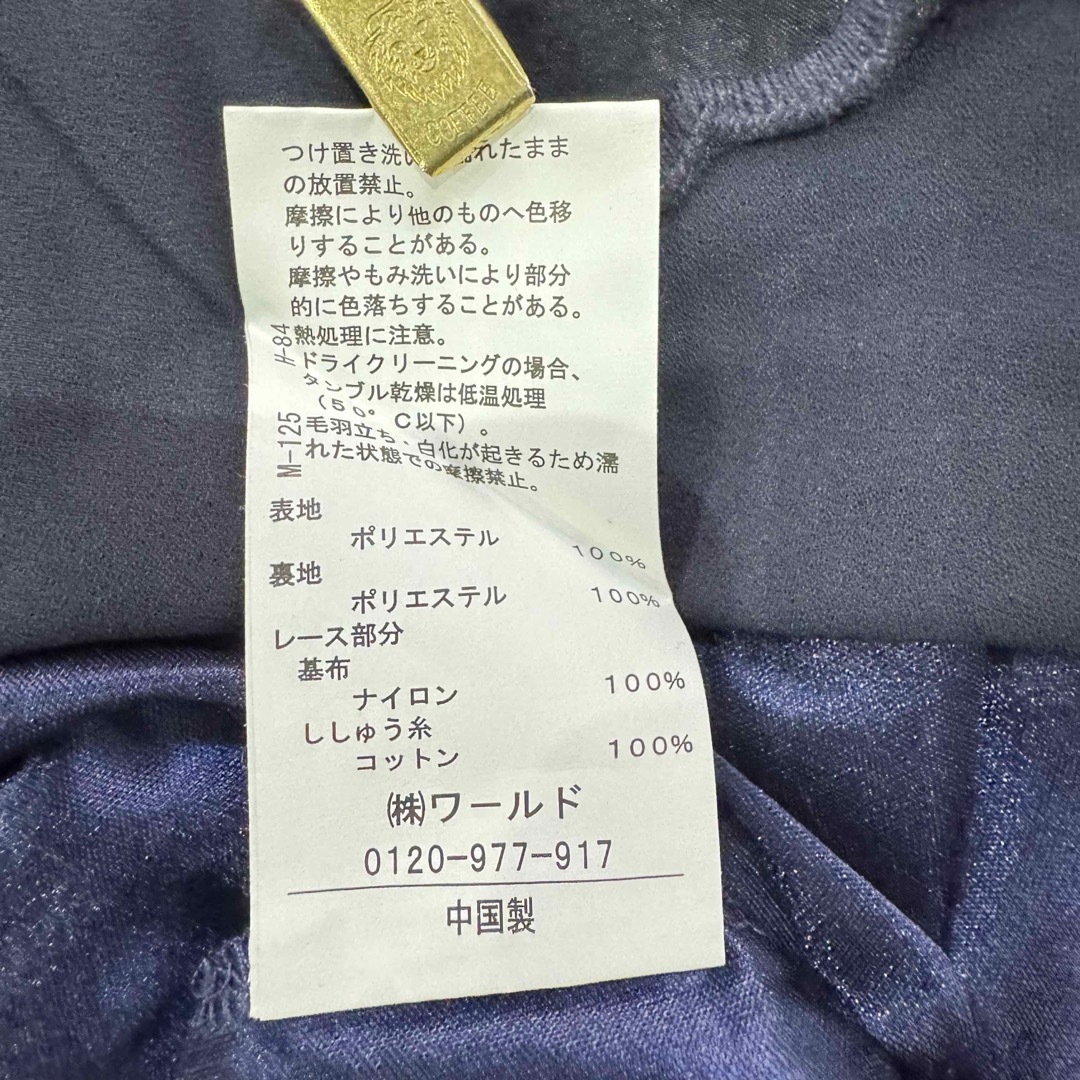 COFFEE
つけ置き洗い 濡れたまま
の放置禁止。
摩擦により他のものへ色移
りすることがある。
摩擦やもみ洗いにより部分
的に色落ちすることがある。
熱処理に注意。
ドライクリーニングの場合、
タンブル乾燥は低温処理
(50°C以下)。
毛羽立ち、白化が起きるため濡
れた状態での摩擦禁止。
H-84
M-125
表地
ポリエステル 100%
裏地
ポリエステル 100%
レース部分
基布
ナイロン 100%
ししゅう糸
コットン 100%
㈱ワールド
0120-977-917
中国製